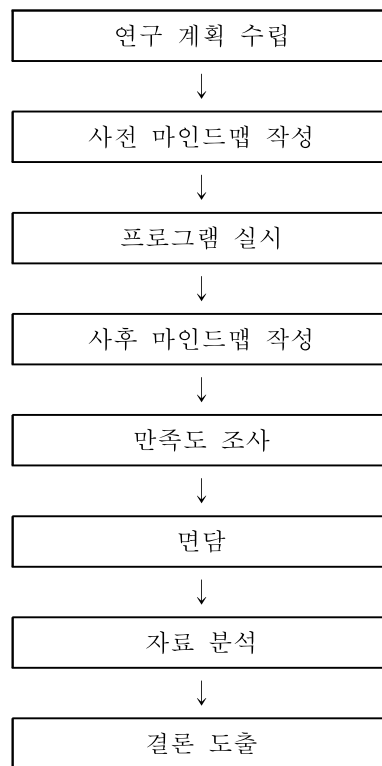 연구 계획 수립
↓
사전 마인드맵 작성
↓
프로그램 실시
↓
사후 마인드맵 작성
↓
만족도 조사
↓
면담
↓
자료 분석
↓
결론 도출